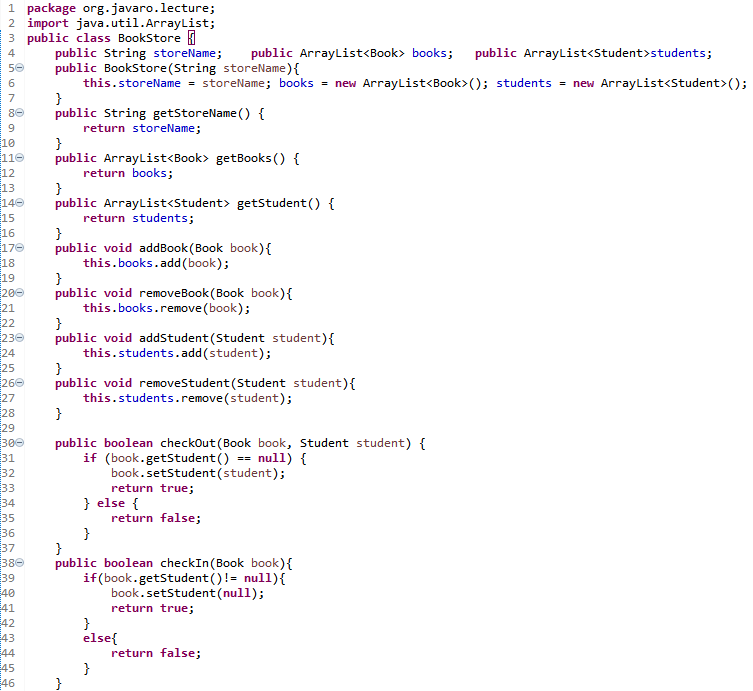 1 package org.javaro.lecture;
2 import java.util.ArrayList;
3 public class BookStore {
4     public String storeName;    public ArrayList<Book> books;   public ArrayList<Student>students;
5     public BookStore(String storeName){
6         this.storeName = storeName; books = new ArrayList<Book>(); students = new ArrayList<Student>();
7     }
8     public String getStoreName() {
9         return storeName;
10     }
11     public ArrayList<Book> getBooks() {
12         return books;
13     }
14     public ArrayList<Student> getStudent() {
15         return students;
16     }
17     public void addBook(Book book){
18         this.books.add(book);
19     }
20     public void removeBook(Book book){
21         this.books.remove(book);
22     }
23     public void addStudent(Student student){
24         this.students.add(student);
25     }
26     public void removeStudent(Student student){
27         this.students.remove(student);
28     }
29
30     public boolean checkOut(Book book, Student student) {
31         if (book.getStudent() == null) {
32             book.setStudent(student);
33             return true;
34         } else {
35             return false;
36         }
37     }
38     public boolean checkIn(Book book){
39         if(book.getStudent()!= null){
40             book.setStudent(null);
41             return true;
42         }
43         else{
44             return false;
45         }
46     }